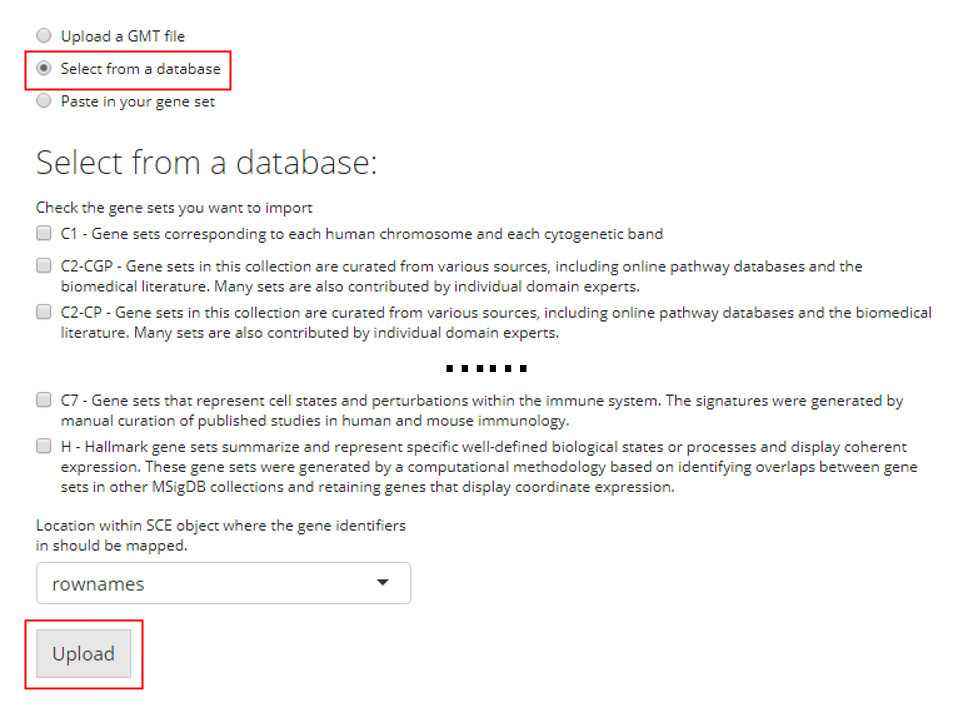 Upload a GMT file
Select from a database
Paste in your gene set
Select from a database:
Check the gene sets you want to import
C1 - Gene sets corresponding to each human chromosome and each cytogenetic band
C2-CGP - Gene sets in this collection are curated from various sources, including online pathway databases and the
biomedical literature. Many sets are also contributed by individual domain experts.
C2-CP - Gene sets in this collection are curated from various sources, including online pathway databases and the biomedical
literature. Many sets are also contributed by individual domain experts.
......
C7 - Gene sets that represent cell states and perturbations within the immune system. The signatures were generated by
manual curation of published studies in human and mouse immunology.
H - Hallmark gene sets summarize and represent specific well-defined biological states or processes and display coherent
expression. These gene sets were generated by a computational methodology based on identifying overlaps between gene
sets in other MSigDB collections and retaining genes that display coordinate expression.
Location within SCE object where the gene identifiers
in should be mapped.
rownames
Upload